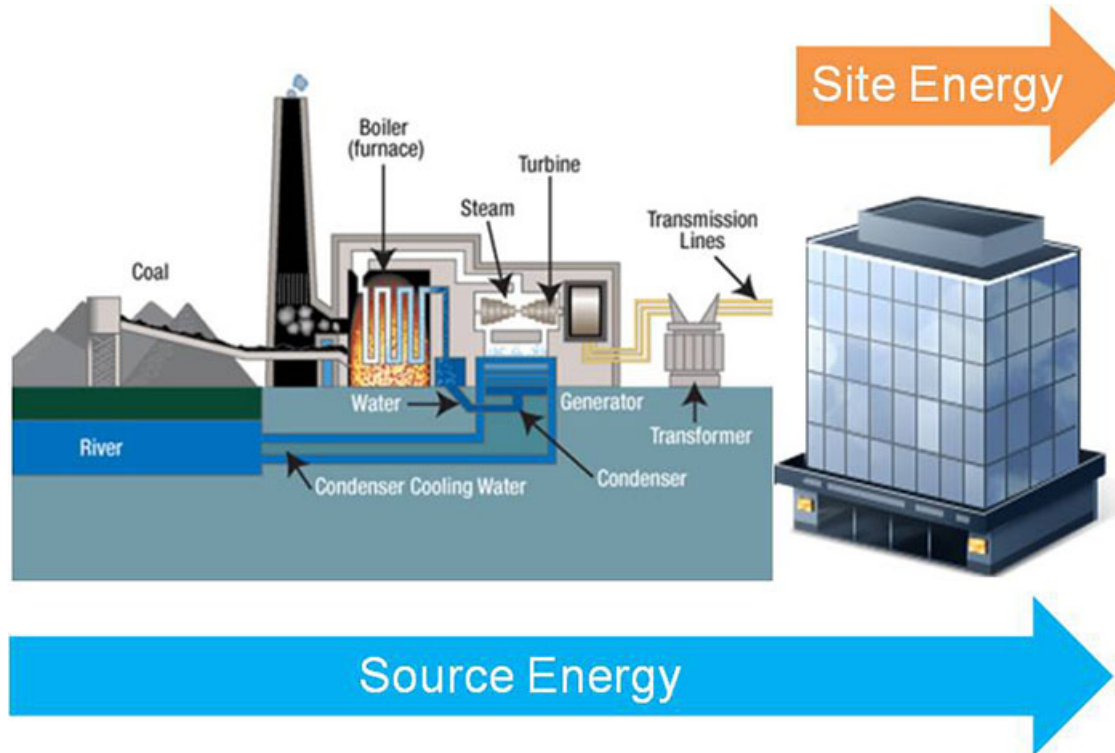 Site Energy
Boiler
(furnace)
Turbine
Steam
Transmission
Lines
Coal
Water
Generator
Transformer
River
Condenser
Condenser Cooling Water
Source Energy